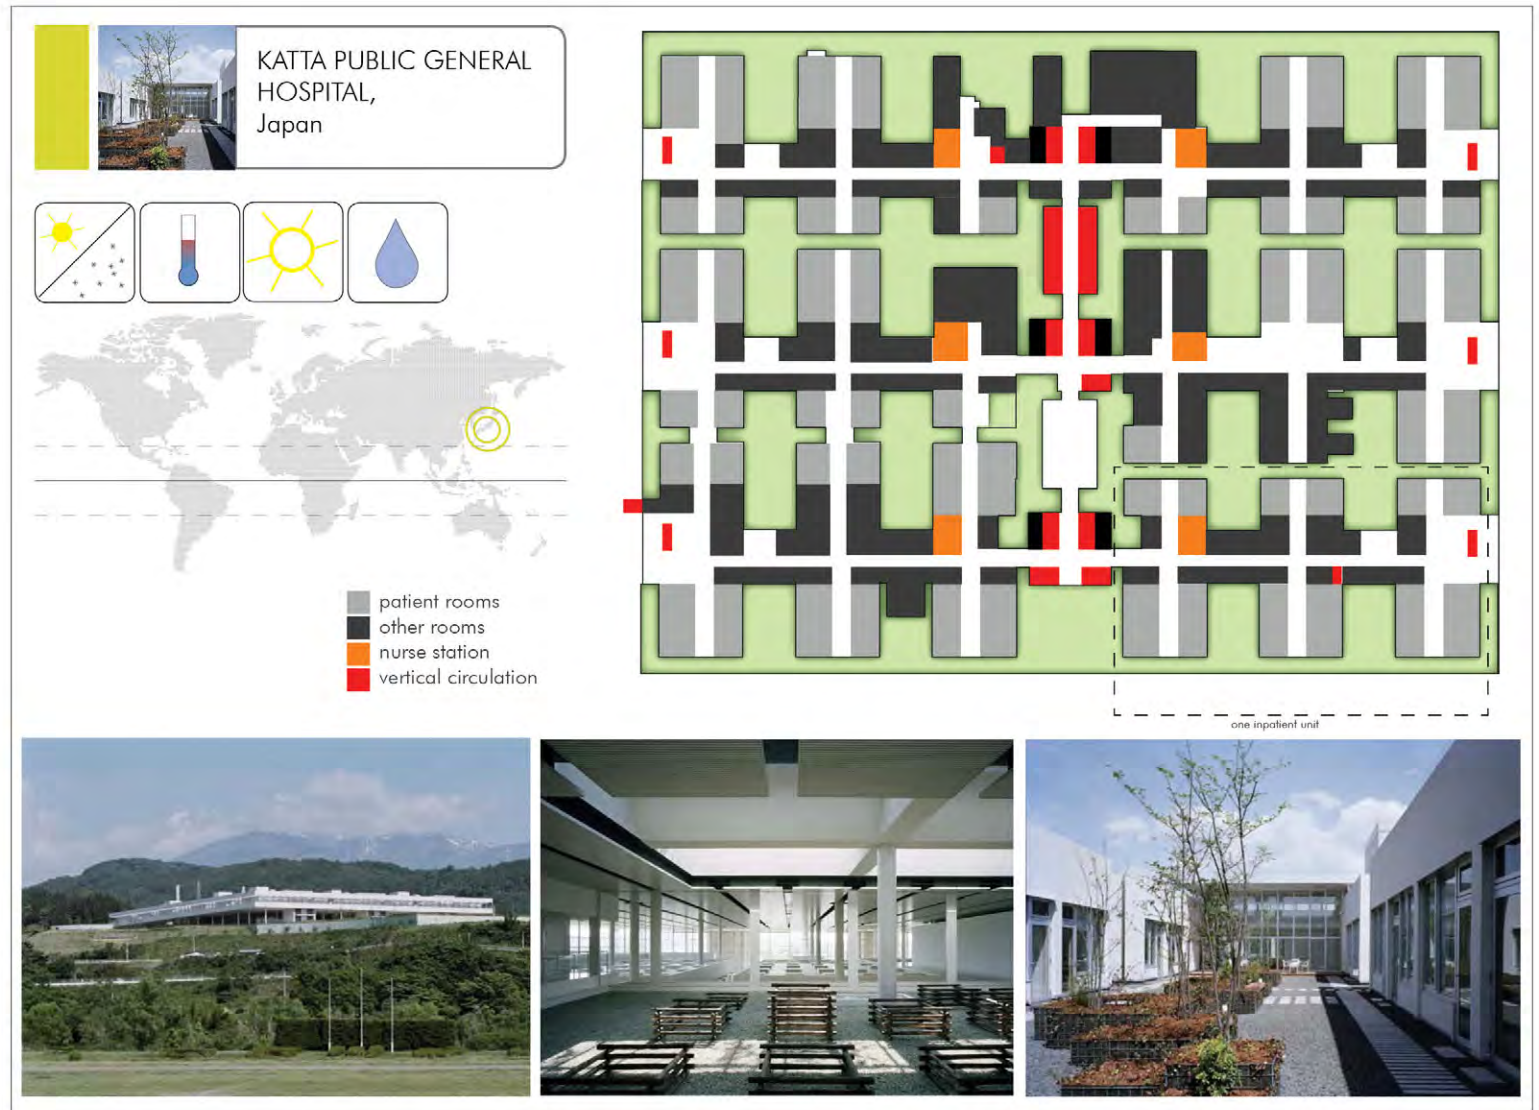 KATTA PUBLIC GENERAL
HOSPITAL,
Japan
patient rooms
other rooms
nurse station
vertical circulation
one inpatient unit